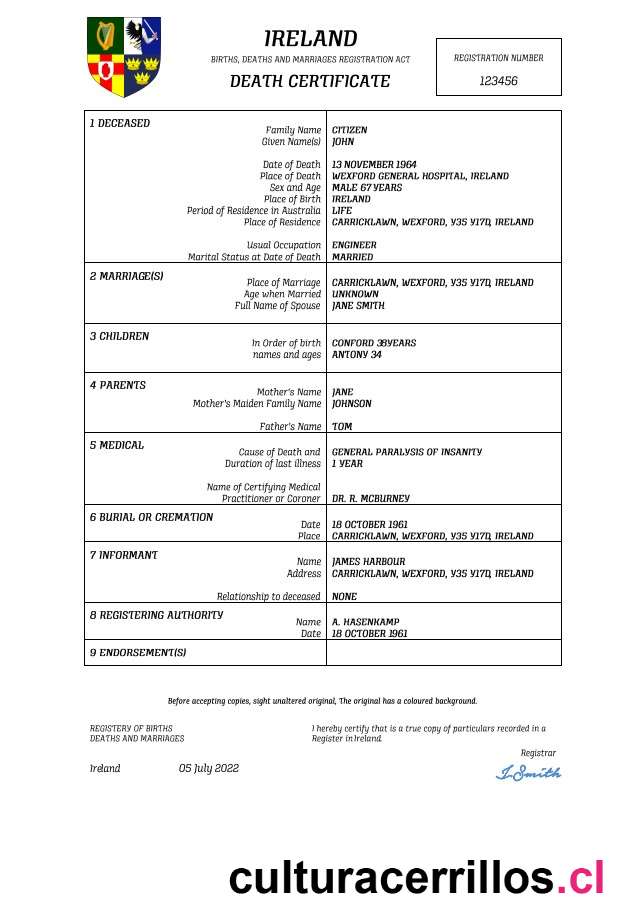 IRELAND
BIRTHS, DEATHS AND MARRIAGES REGISTRATION ACT
DEATH CERTIFICATE
REGISTRATION NUMBER
123456
1 DECEASED
Family Name CITIZEN
Given Name(s) JOHN
Date of Death 13 NOVEMBER 1964
Place of Death WEXFORD GENERAL HOSPITAL, IRELAND
Sex and Age MALE 67 YEARS
Place of Birth IRELAND
Period of Residence in Australia LIFE
Place of Residence CARRICKLAWN, WEXFORD, Y35 Y17D, IRELAND
Usual Occupation ENGINEER
Marital Status at Date of Death MARRIED
2 MARRIAGE(S)
Place of Marriage CARRICKLAWN, WEXFORD, Y35 Y17D, IRELAND
Age when Married UNKNOWN
Full Name of Spouse JANE SMITH
3 CHILDREN
In Order of birth CONFORD 38YEARS
names and ages ANTONY 34
4 PARENTS
Mother's Name JANE
Mother's Maiden Family Name JOHNSON
Father's Name TOM
5 MEDICAL
Cause of Death and GENERAL PARALYSIS OF INSANITY
Duration of last illness 1 YEAR
Name of Certifying Medical
Practitioner or Coroner DR. R. MCBURNEY
6 BURIAL OR CREMATION
Date 18 OCTOBER 1961
Place CARRICKLAWN, WEXFORD, Y35 Y17D, IRELAND
7 INFORMANT
Name JAMES HARBOUR
Address CARRICKLAWN, WEXFORD, Y35 Y17D, IRELAND
Relationship to deceased NONE
8 REGISTERING AUTHORITY
Name A. HASENKAMP
Date 18 OCTOBER 1961
9 ENDORSEMENT(S)
Before accepting copies, sight unaltered original, The original has a coloured background.
REGISTERY OF BIRTHS
DEATHS AND MARRIAGES
I hereby certify that is a true copy of particulars recorded in a
Register in Ireland.
Registrar
Ireland 05 July 2022
J.Smith
culturacerrillos.cl